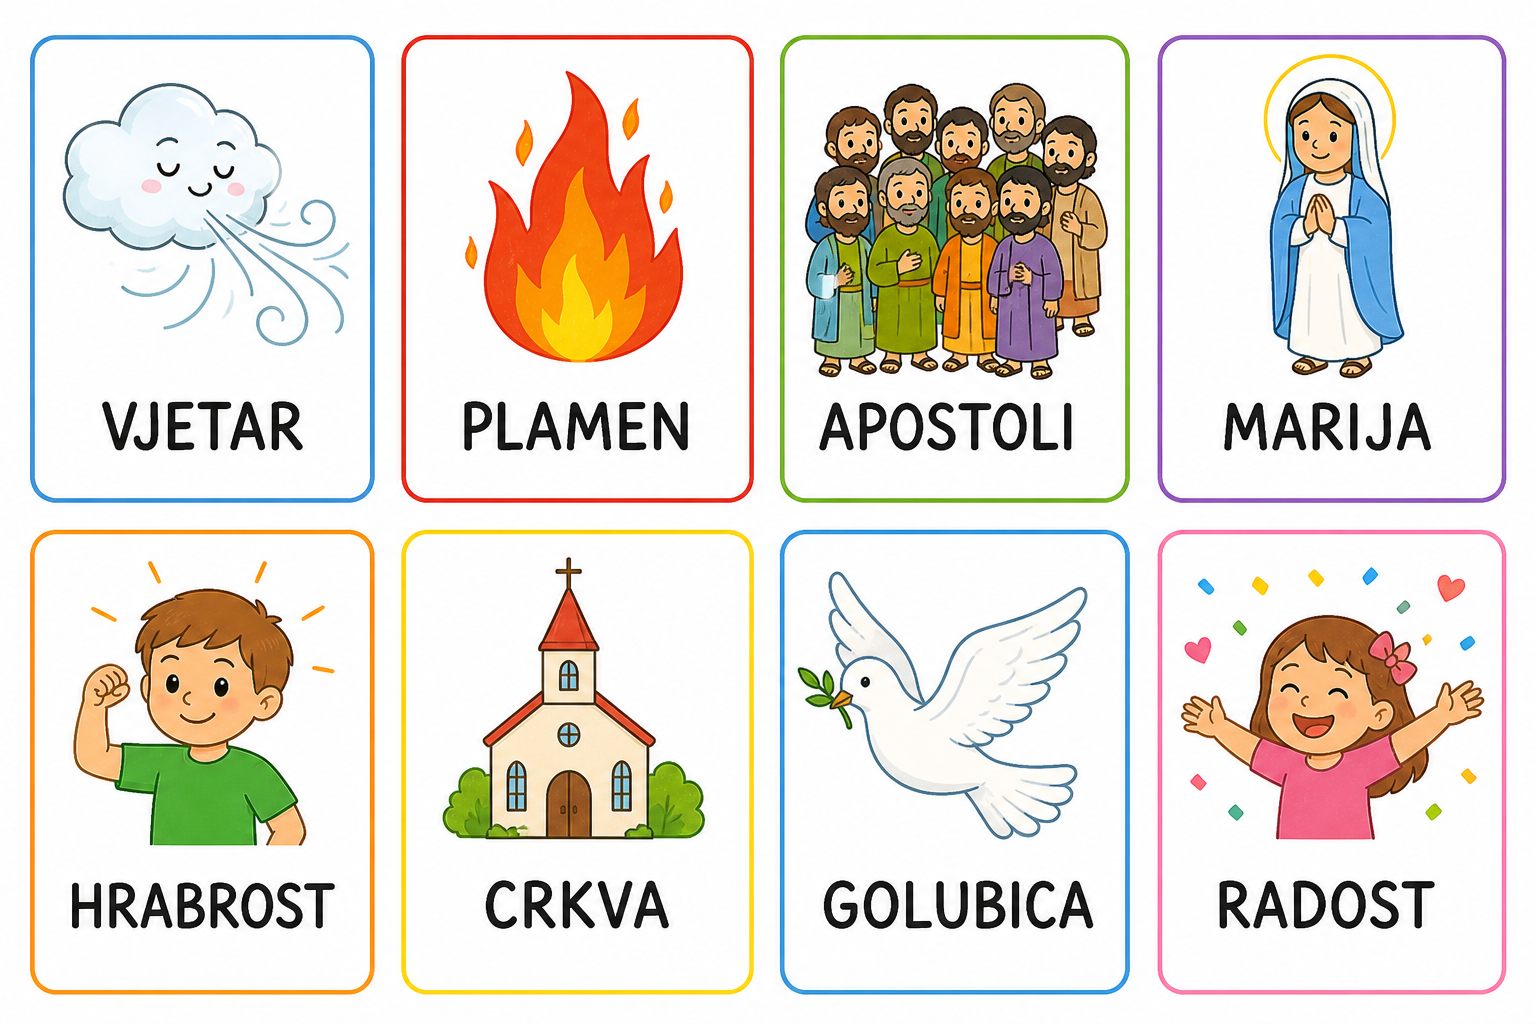 VJETAR
PLAMEN
APOSTOLI
MARIJA
HRABROST
CRKVA
GOLUBICA
RADOST